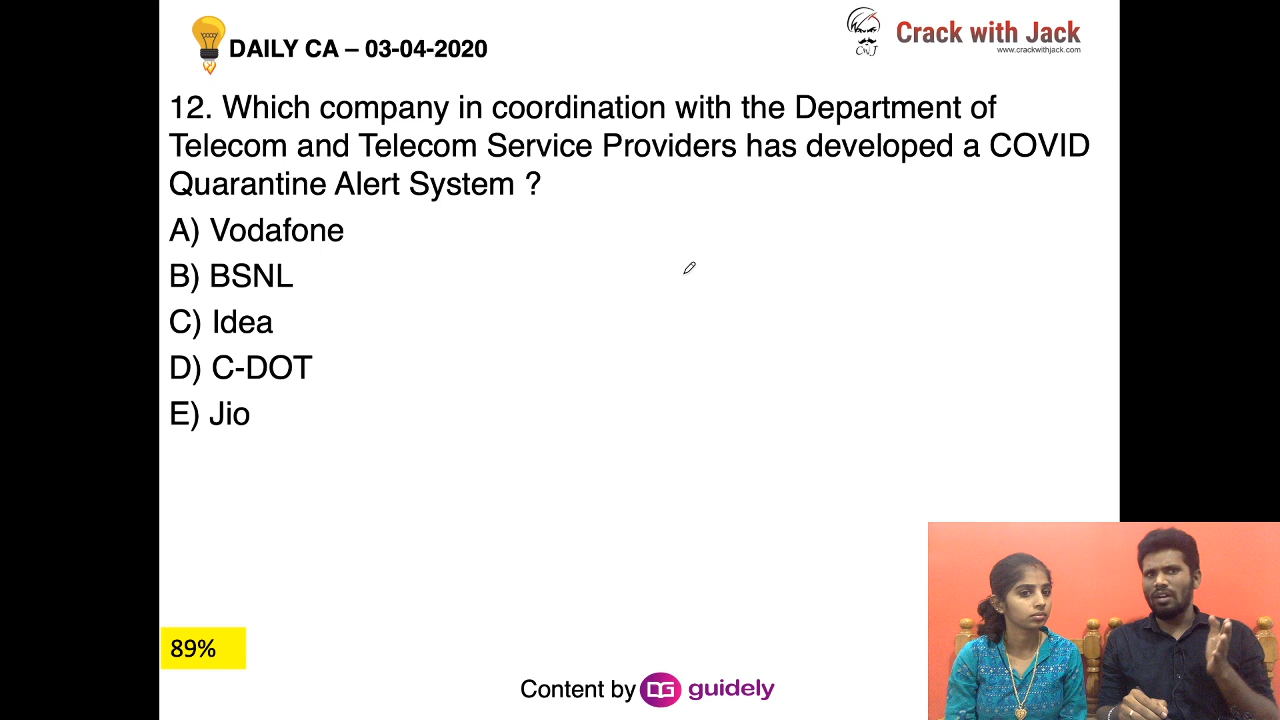 DAILY CA – 03-04-2020
CwJ
Crack with Jack
www.crackwithjack.com
12. Which company in coordination with the Department of
Telecom and Telecom Service Providers has developed a COVID
Quarantine Alert System ?
A) Vodafone
B) BSNL
C) Idea
D) C-DOT
E) Jio
89%
Content by DG guidely